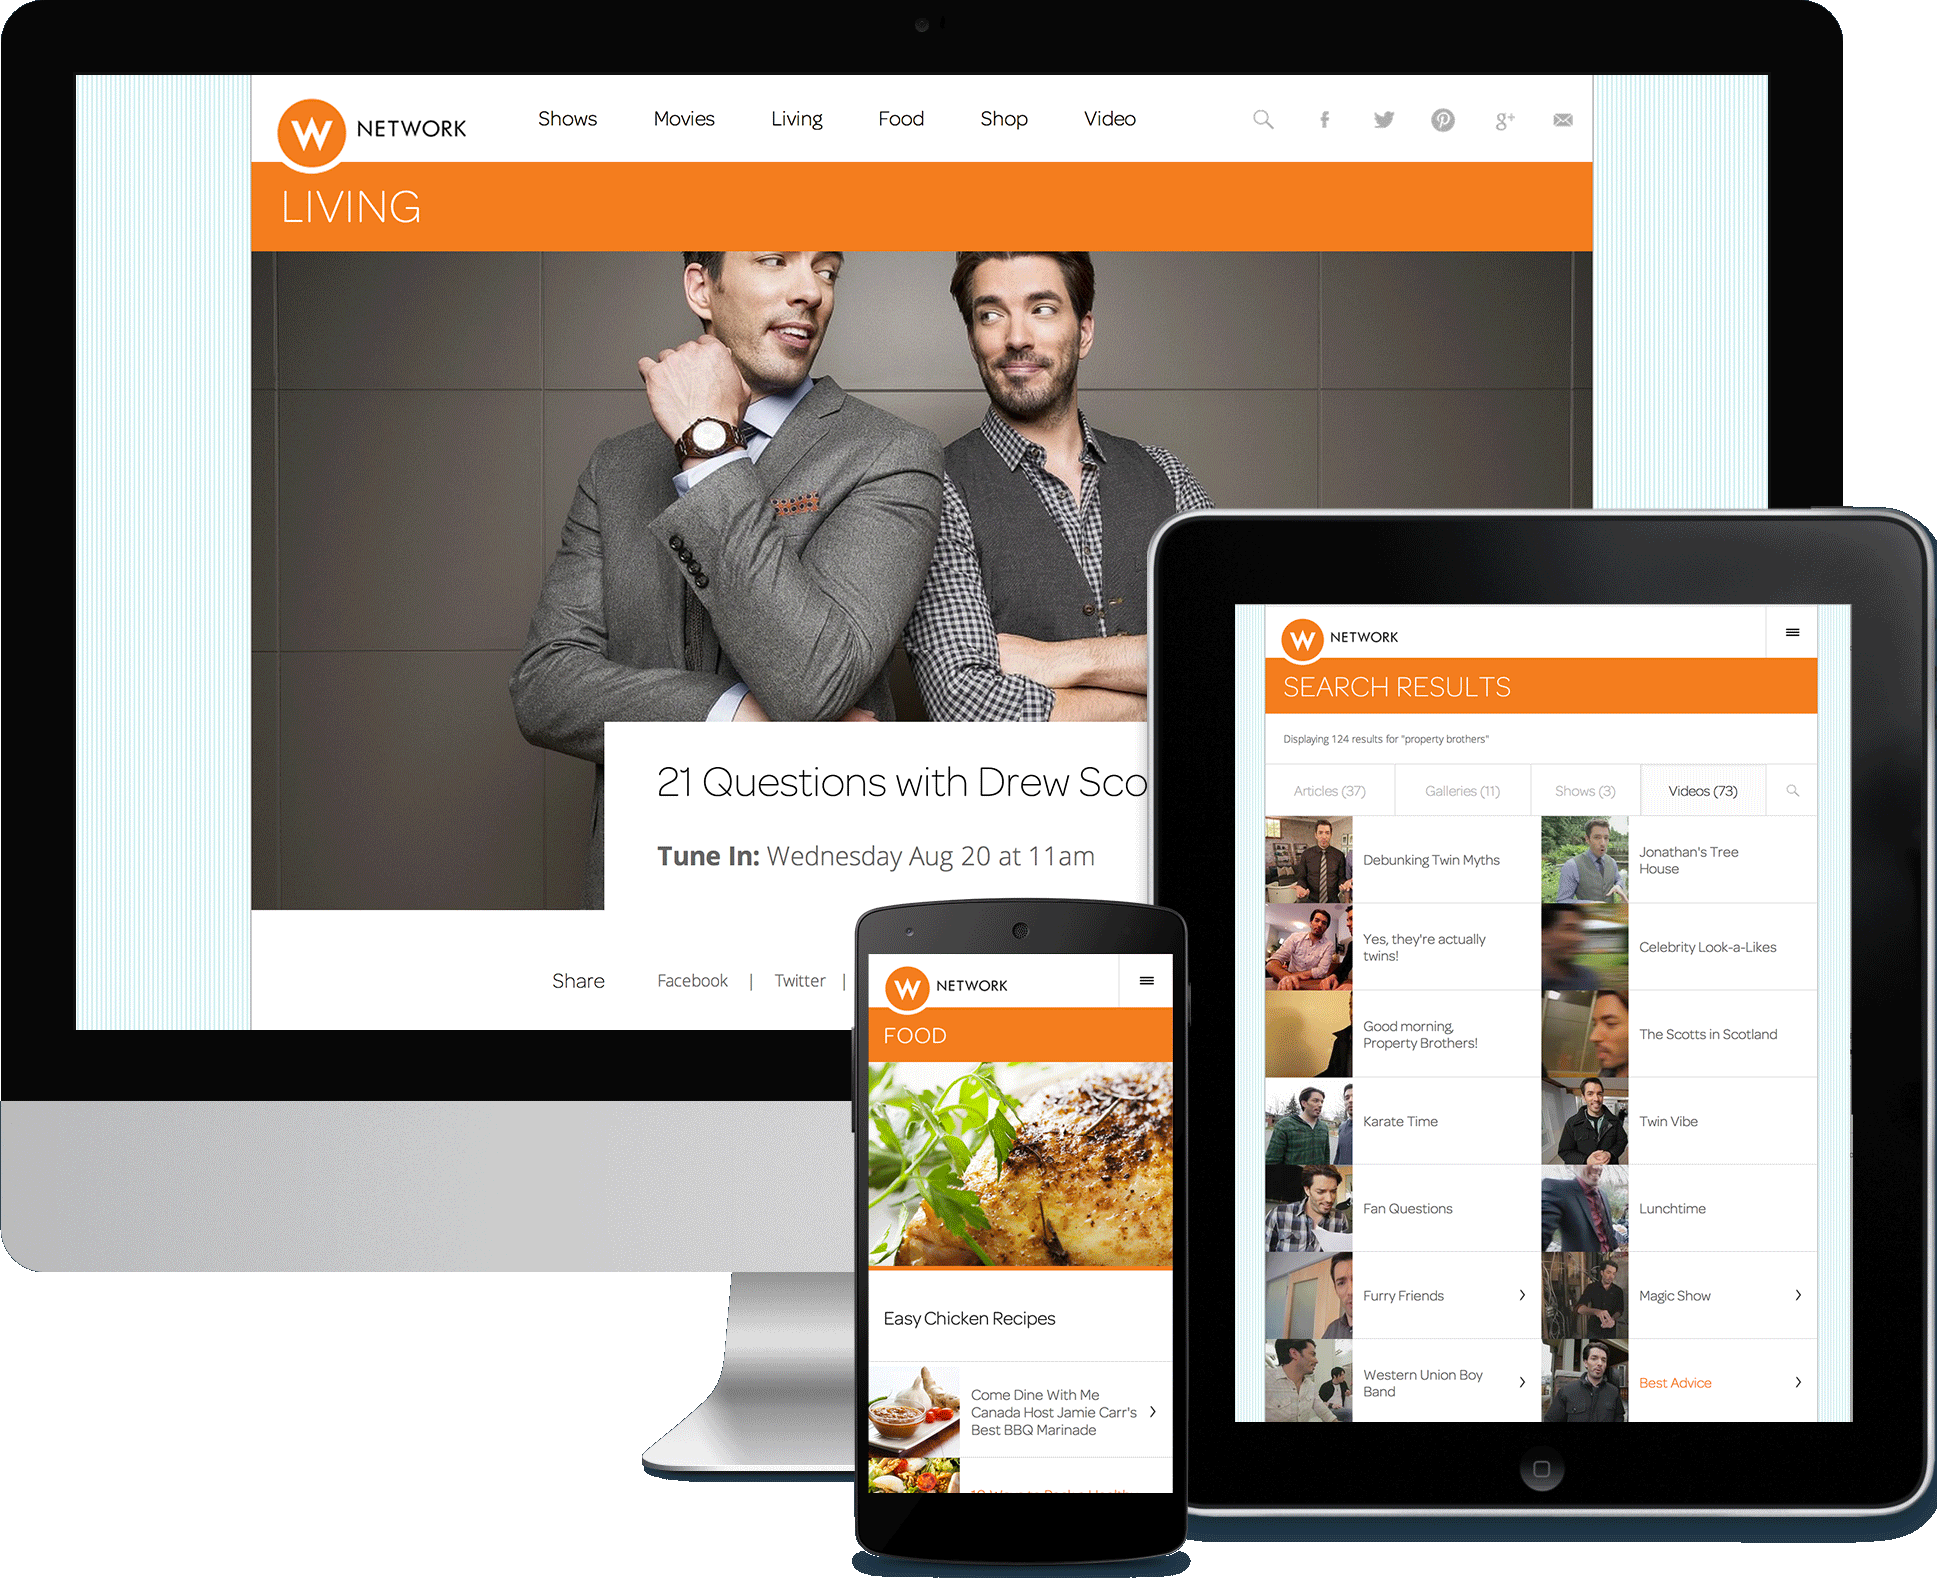 W NETWORK
Shows Movies Living Food Shop Video
LIVING
21 Questions with Drew Sco
Tune In: Wednesday Aug 20 at 11am
Share Facebook | Twitter |
W NETWORK
FOOD
Easy Chicken Recipes
Come Dine With Me
Canada Host Jamie Carr's
Best BBQ Marinade
W NETWORK
SEARCH RESULTS
Displaying 124 results for "property brothers"
Articles (37) Galleries (11) Shows (3) Videos (73)
Debunking Twin Myths
Jonathan's Tree
House
Yes, they're actually
twins!
Celebrity Look-a-Likes
Good morning,
Property Brothers!
The Scotts in Scotland
Karate Time
Twin Vibe
Fan Questions
Lunchtime
Furry Friends
Magic Show
Western Union Boy
Band
Best Advice